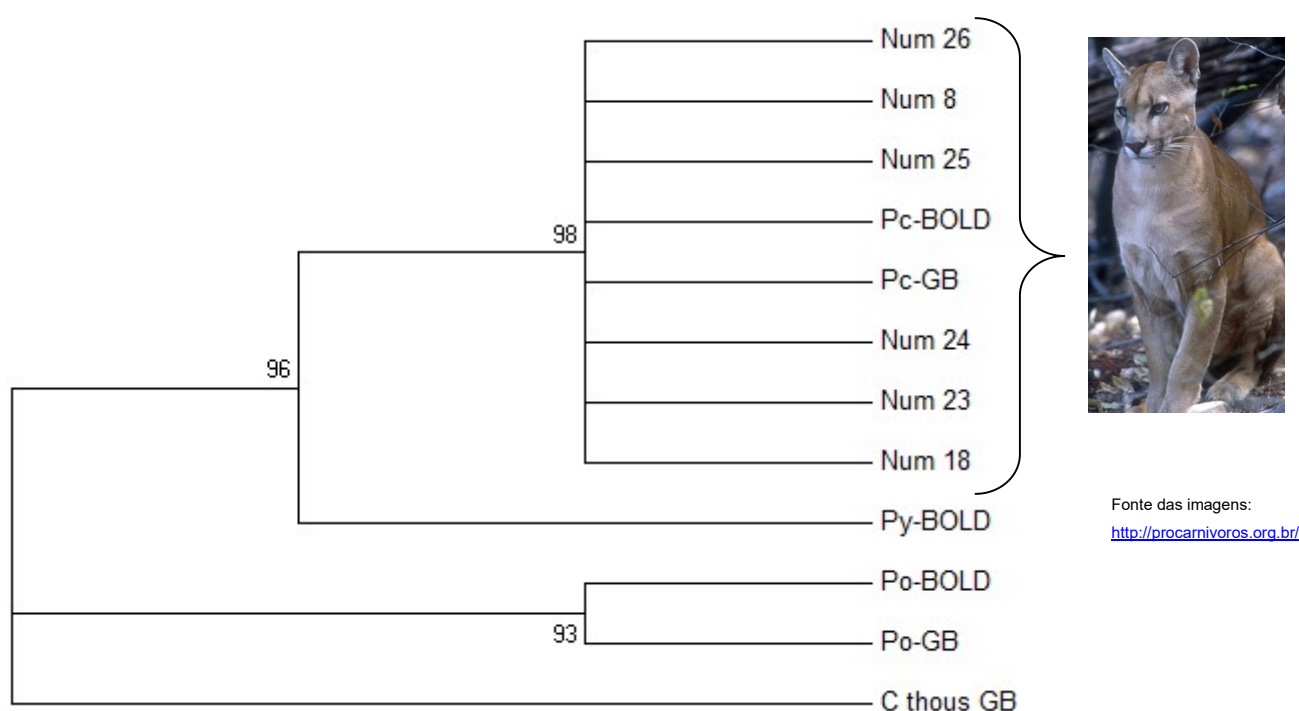 Num 26
Num 8
Num 25
Pc-BOLD
98
Pc-GB
Num 24
96
Num 23
Num 18
Fonte das imagens:
http://procarnivoros.org.br/
Py-BOLD
Po-BOLD
93
Po-GB
C thous GB